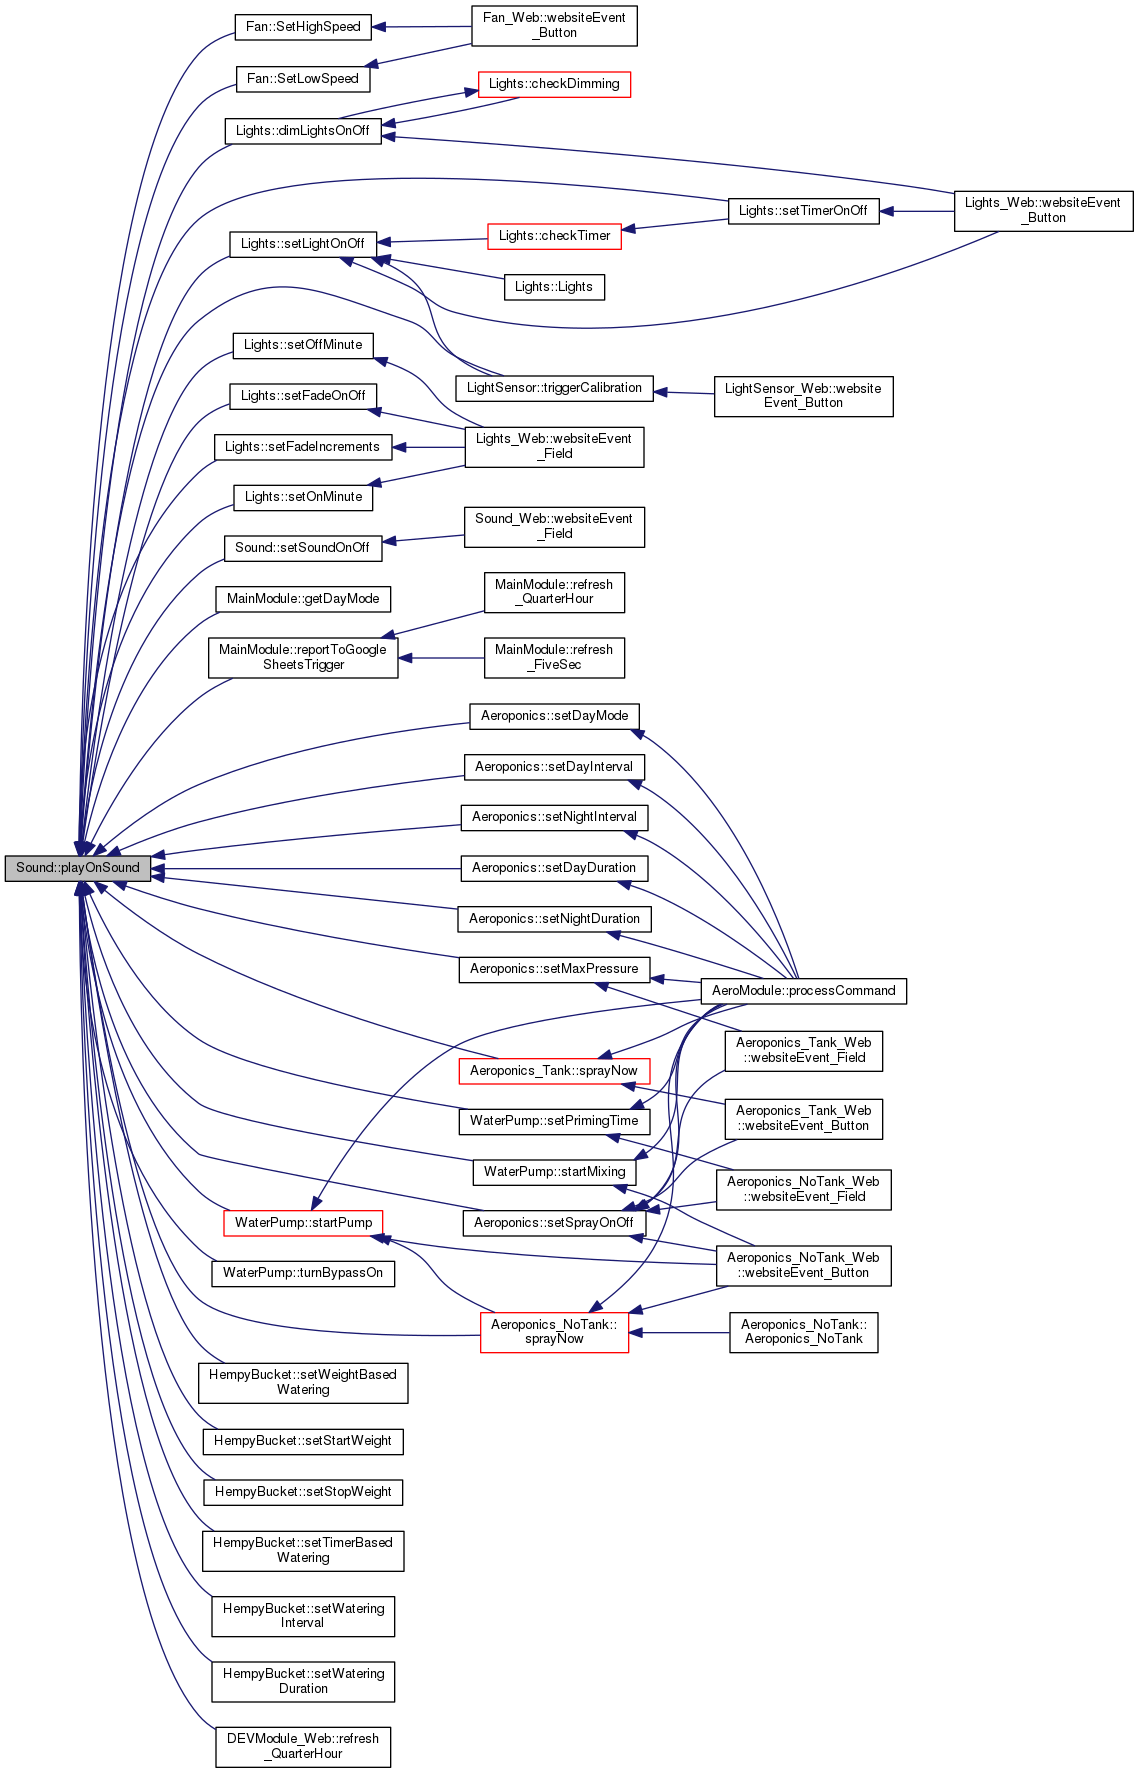 Fan::SetHighSpeed
Fan_Web::websiteEvent
_Button
Fan::SetLowSpeed
Lights::checkDimming
Lights::dimLightsOnOff
Lights::setTimerOnOff
Lights_Web::websiteEvent
_Button
Lights::setLightOnOff
Lights::checkTimer
Lights::Lights
Lights::setOffMinute
LightSensor::triggerCalibration
LightSensor_Web::website
Event_Button
Lights::setFadeOnOff
Lights::setFadeIncrements
Lights_Web::websiteEvent
_Field
Lights::setOnMinute
Sound::setSoundOnOff
Sound_Web::websiteEvent
_Field
MainModule::getDayMode
MainModule::refresh
_QuarterHour
MainModule::reportToGoogle
SheetsTrigger
MainModule::refresh
_FiveSec
Aeroponics::setDayMode
Aeroponics::setDayInterval
Aeroponics::setNightInterval
Sound::playOnSound
Aeroponics::setDayDuration
Aeroponics::setNightDuration
Aeroponics::setMaxPressure
AeroModule::processCommand
Aeroponics_Tank_Web
::websiteEvent_Field
Aeroponics_Tank::sprayNow
Aeroponics_Tank_Web
::websiteEvent_Button
WaterPump::setPrimingTime
WaterPump::startMixing
Aeroponics_NoTank_Web
::websiteEvent_Field
WaterPump::startPump
Aeroponics::setSprayOnOff
Aeroponics_NoTank_Web
::websiteEvent_Button
WaterPump::turnBypassOn
Aeroponics_NoTank::
sprayNow
Aeroponics_NoTank::
Aeroponics_NoTank
HempyBucket::setWeightBased
Watering
HempyBucket::setStartWeight
HempyBucket::setStopWeight
HempyBucket::setTimerBased
Watering
HempyBucket::setWatering
Interval
HempyBucket::setWatering
Duration
DEVModule_Web::refresh
_QuarterHour